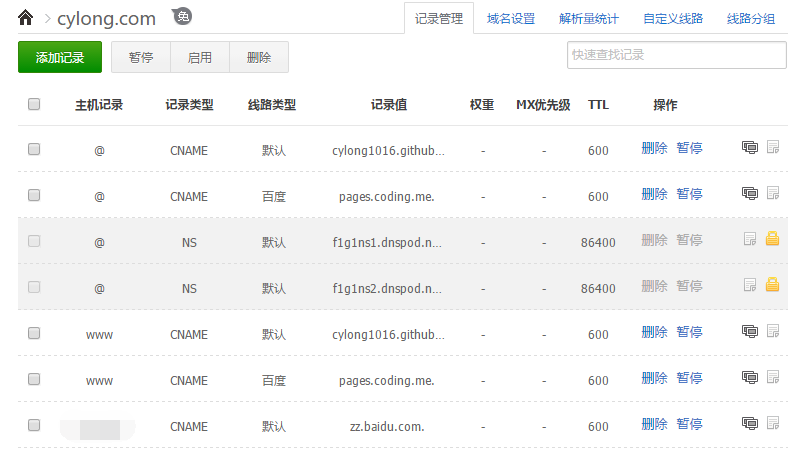 cylong.com 免 记录管理 域名设置 解析量统计 自定义线路 线路分组
添加记录 暂停 启用 删除 快速查找记录
主机记录 记录类型 线路类型 记录值 权重 MX优先级 TTL 操作
@ CNAME 默认 cylong1016.github... - - 600 删除 暂停
@ CNAME 百度 pages.coding.me. - - 600 删除 暂停
@ NS 默认 f1g1ns1.dnspod.n... - - 86400 删除 暂停
@ NS 默认 f1g1ns2.dnspod.n... - - 86400 删除 暂停
www CNAME 默认 cylong1016.github... - - 600 删除 暂停
www CNAME 百度 pages.coding.me. - - 600 删除 暂停
CNAME 默认 zz.baidu.com. - - 600 删除 暂停